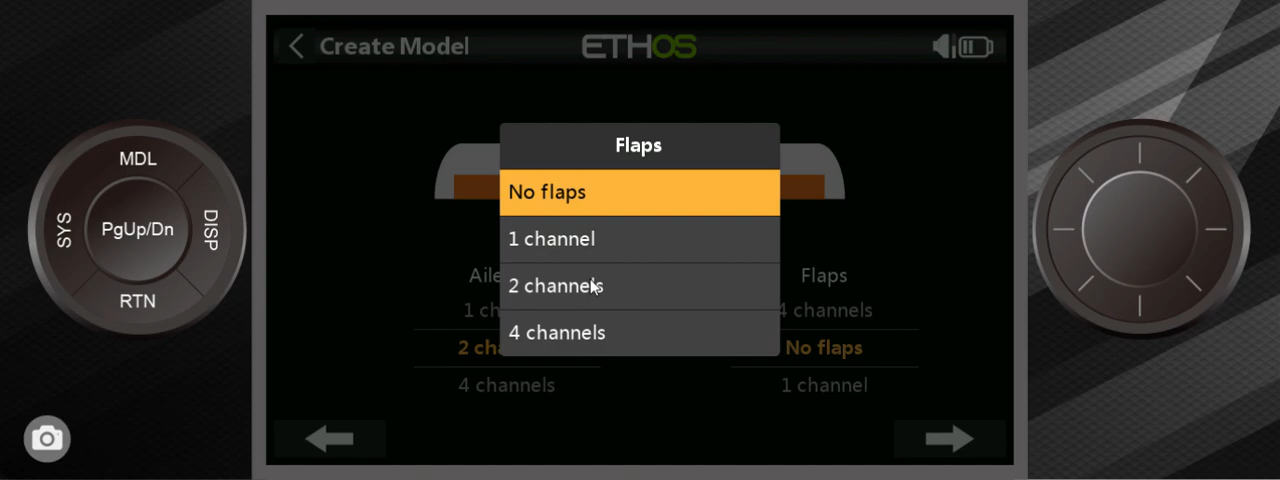 Create Model
ETHOS
MDL
SYS
PgUp/Dn
DISP
RTN
Flaps
No flaps
1 channel
2 channels
4 channels
Aile
1 ch
2 cha
4 channels
Flaps
4 channels
No flaps
1 channel